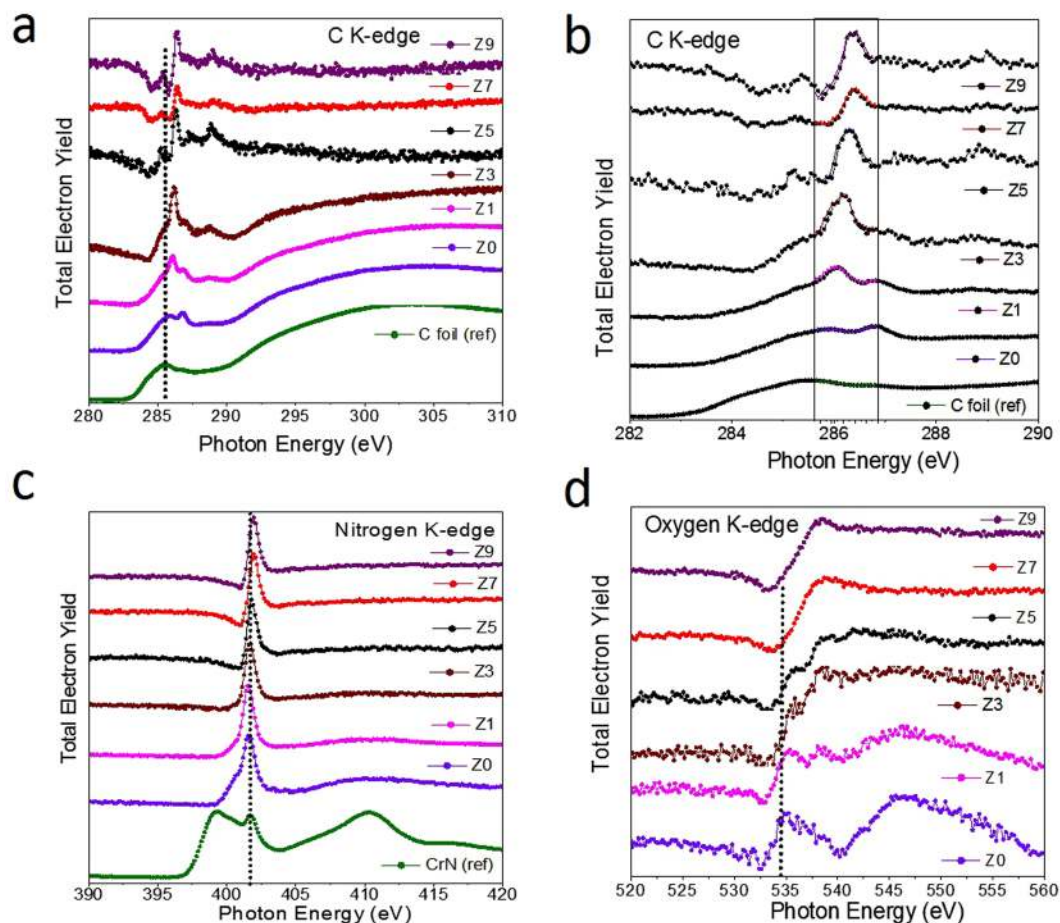 a
C K-edge
Z9
Z7
Z5
Z3
Z1
Z0
C foil (ref)
Total Electron Yield
280 285 290 295 300 305 310
Photon Energy (eV)
b
C K-edge
Z9
Z7
Z5
Z3
Z1
Z0
C foil (ref)
Total Electron Yield
282 284 286 288 290
Photon Energy (eV)
c
Nitrogen K-edge
Z9
Z7
Z5
Z3
Z1
Z0
CrN (ref)
Total Electron Yield
390 395 400 405 410 415 420
Photon Energy (eV)
d
Oxygen K-edge
Z9
Z7
Z5
Z3
Z1
Z0
Total Electron Yield
520 525 530 535 540 545 550 555 560
Photon Energy (eV)